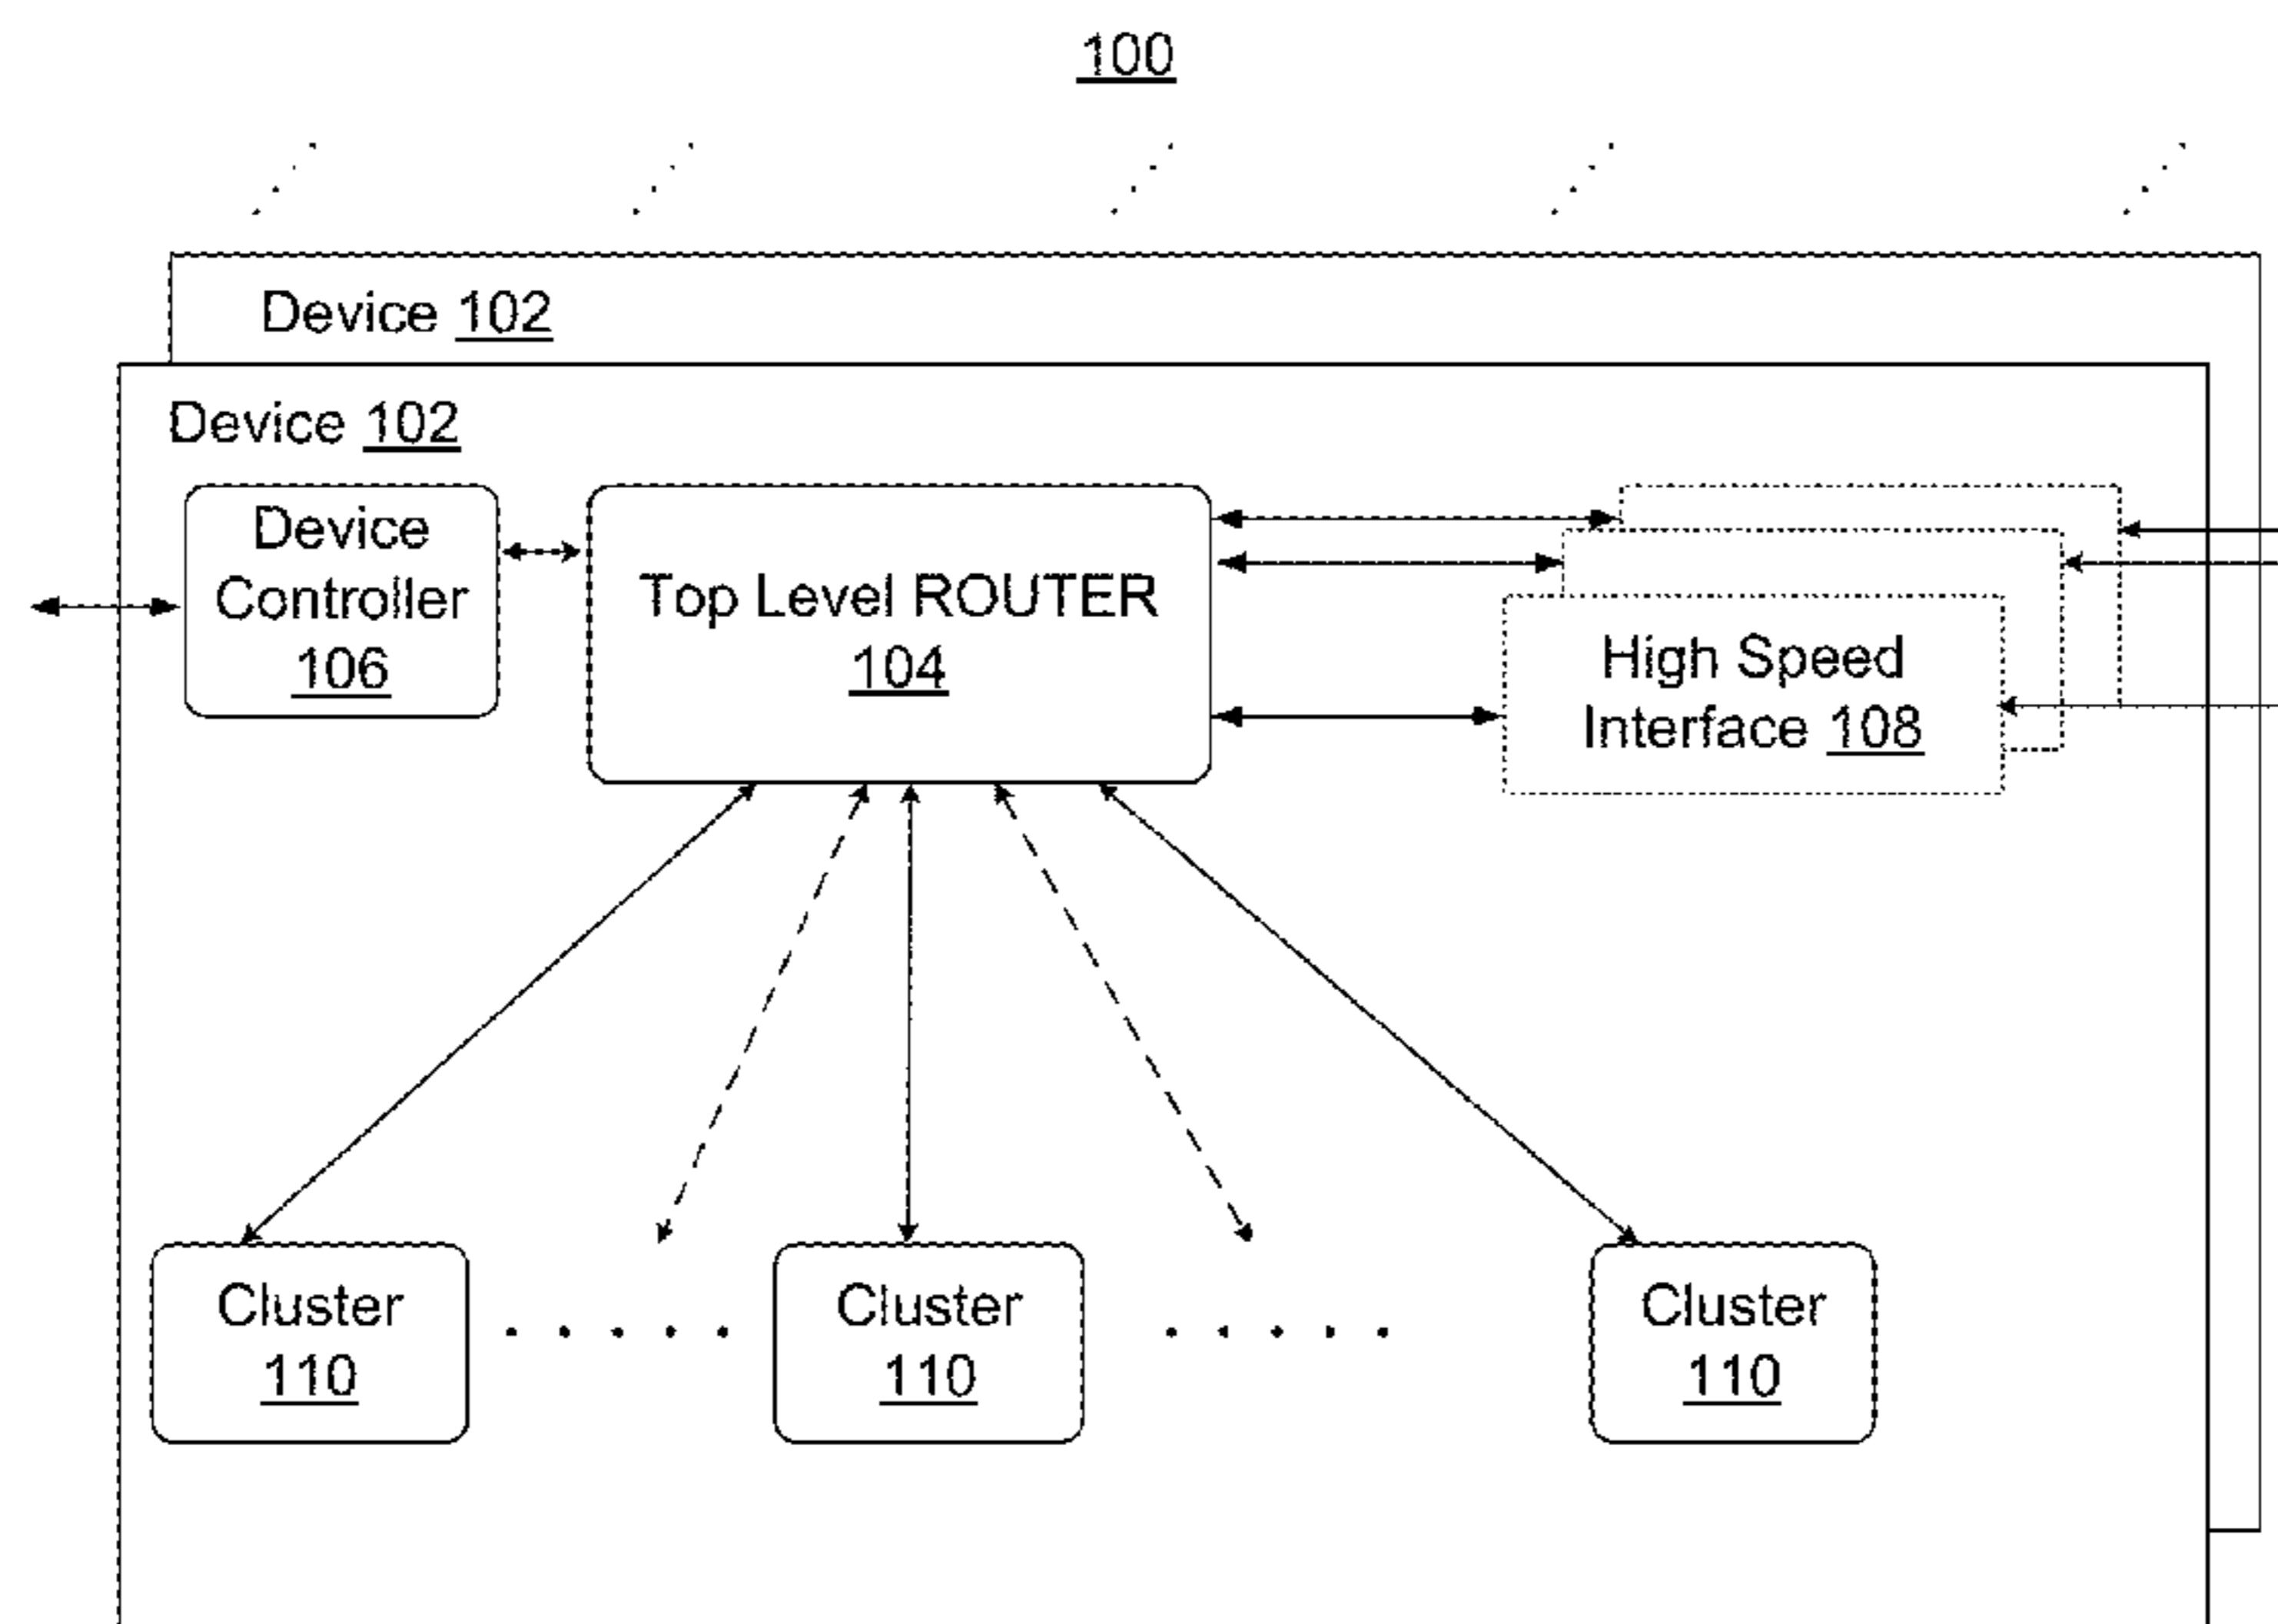 100
Device 102
Device 102
Device
Controller
106
Top Level ROUTER
104
High Speed
Interface 108
Cluster
110
Cluster
110
Cluster
110